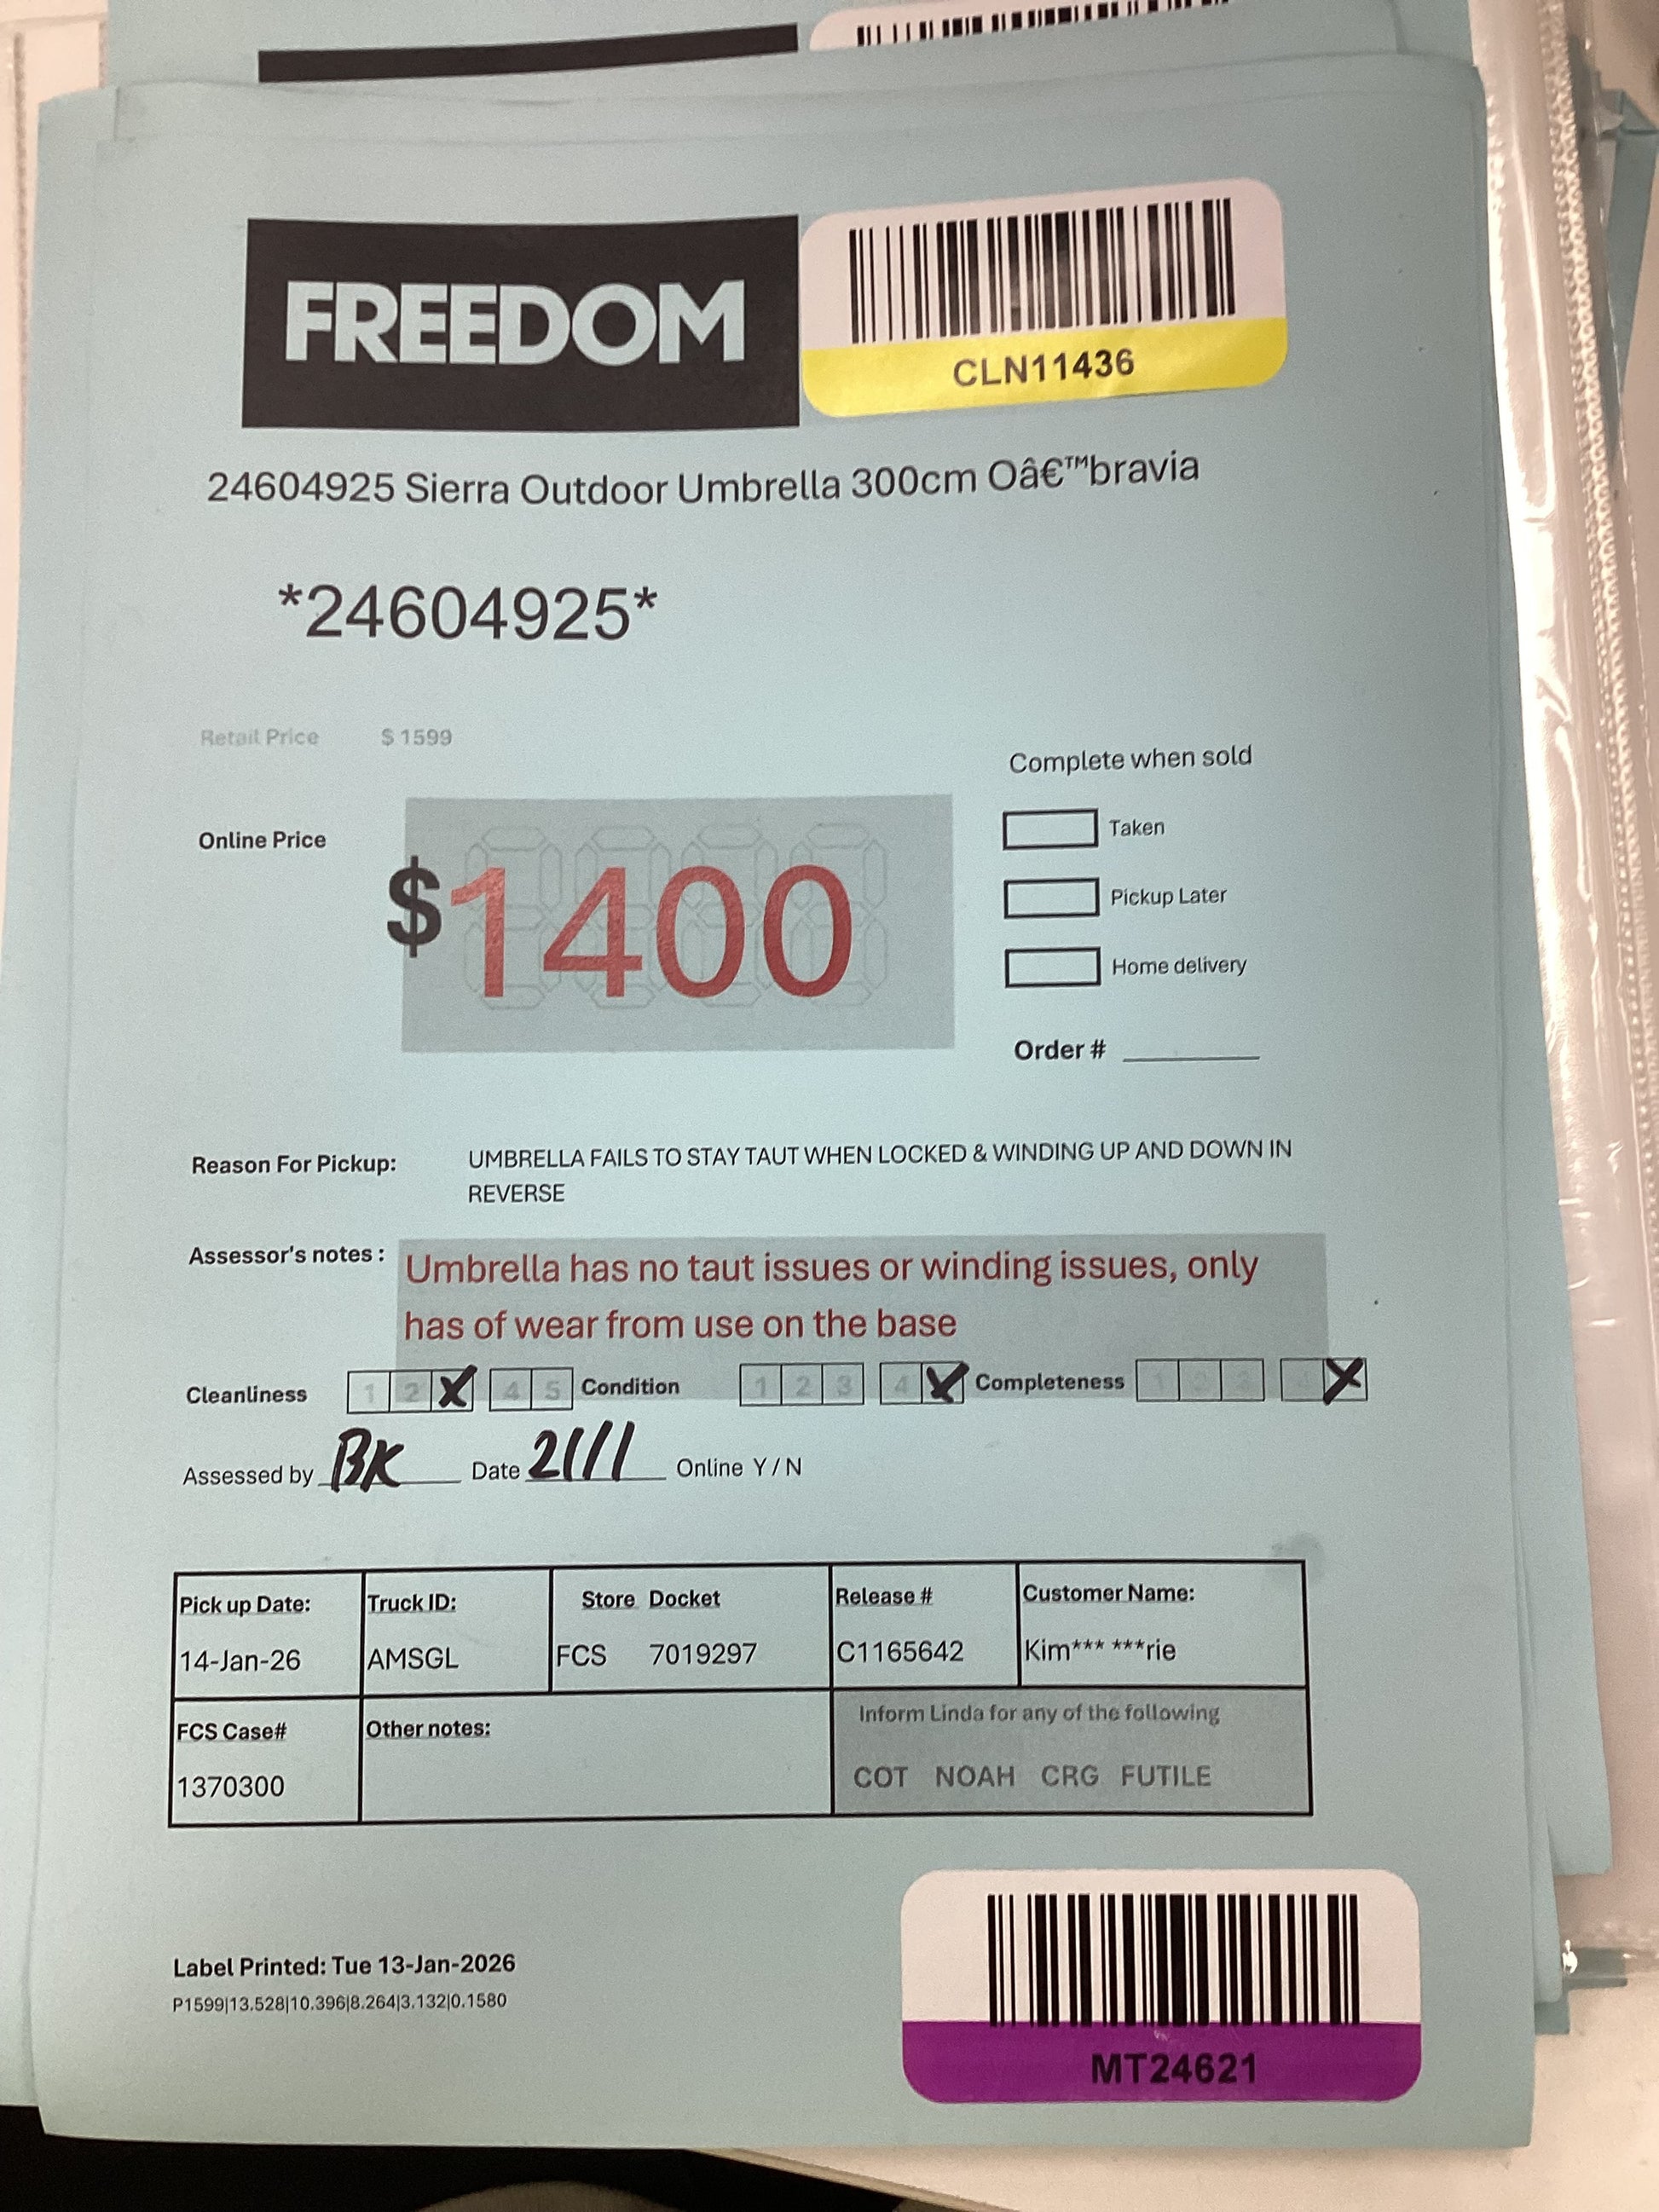 FREEDOM
CLN11436
24604925 Sierra Outdoor Umbrella 300cm Oâ€™bravia
*24604925*
Retail Price $ 1599
Complete when sold
Online Price
$1400
Taken
Pickup Later
Home delivery
Order #
Reason For Pickup: UMBRELLA FAILS TO STAY TAUT WHEN LOCKED & WINDING UP AND DOWN IN
REVERSE
Assessor's notes : Umbrella has no taut issues or winding issues, only
has of wear from use on the base
Cleanliness 1 2 X 4 5 Condition 1 2 3 4 X Completeness X
Assessed by BK Date 21/1 Online Y / N
Pick up Date: Truck ID: Store Docket Release # Customer Name:
14-Jan-26 AMSGL FCS 7019297 C1165642 Kim*** ***rie
FCS Case# Other notes: Inform Linda for any of the following
1370300 COT NOAH CRG FUTILE
Label Printed: Tue 13-Jan-2026
P1599|13.528|10.396|8.264|3.132|0.1580
MT24621